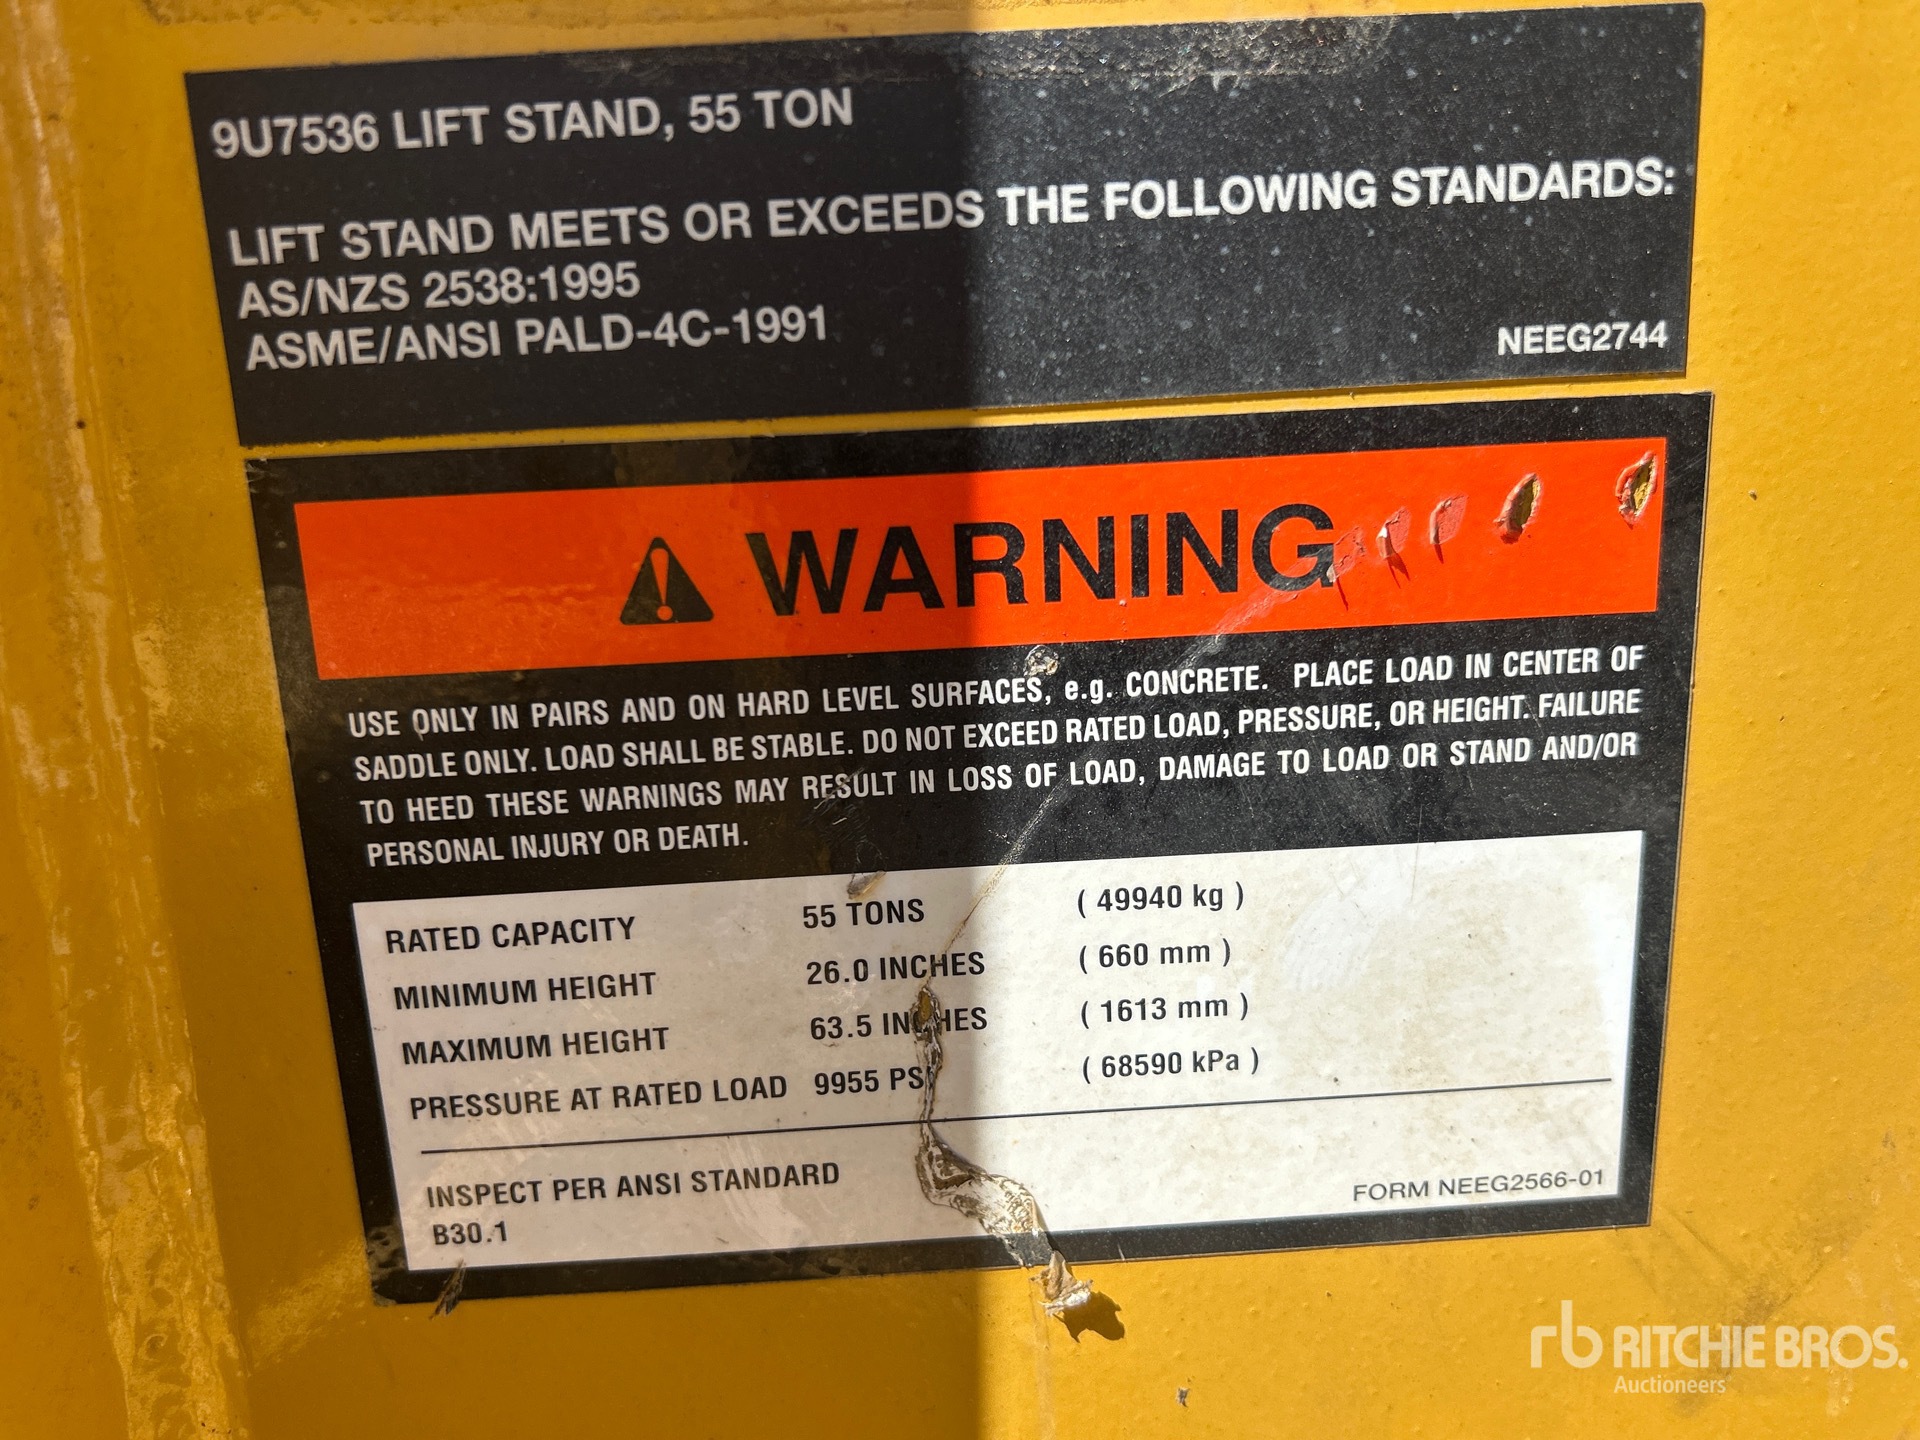 9U7536 LIFT STAND, 55 TON
LIFT STAND MEETS OR EXCEEDS THE FOLLOWING STANDARDS:
AS/NZS 2538:1995
ASME/ANSI PALD-4C-1991
NEEG2744
WARNING
USE ONLY IN PAIRS AND ON HARD LEVEL SURFACES, e.g. CONCRETE. PLACE LOAD IN CENTER OF
SADDLE ONLY. LOAD SHALL BE STABLE. DO NOT EXCEED RATED LOAD, PRESSURE, OR HEIGHT. FAILURE
TO HEED THESE WARNINGS MAY RESULT IN LOSS OF LOAD, DAMAGE TO LOAD OR STAND AND/OR
PERSONAL INJURY OR DEATH.
RATED CAPACITY 55 TONS ( 49940 kg )
MINIMUM HEIGHT 26.0 INCHES ( 660 mm )
MAXIMUM HEIGHT 63.5 INCHES ( 1613 mm )
PRESSURE AT RATED LOAD 9955 PSI ( 68590 kPa )
INSPECT PER ANSI STANDARD
B30.1
FORM NEEG2566-01
rb RITCHIE BROS.
Auctioneers